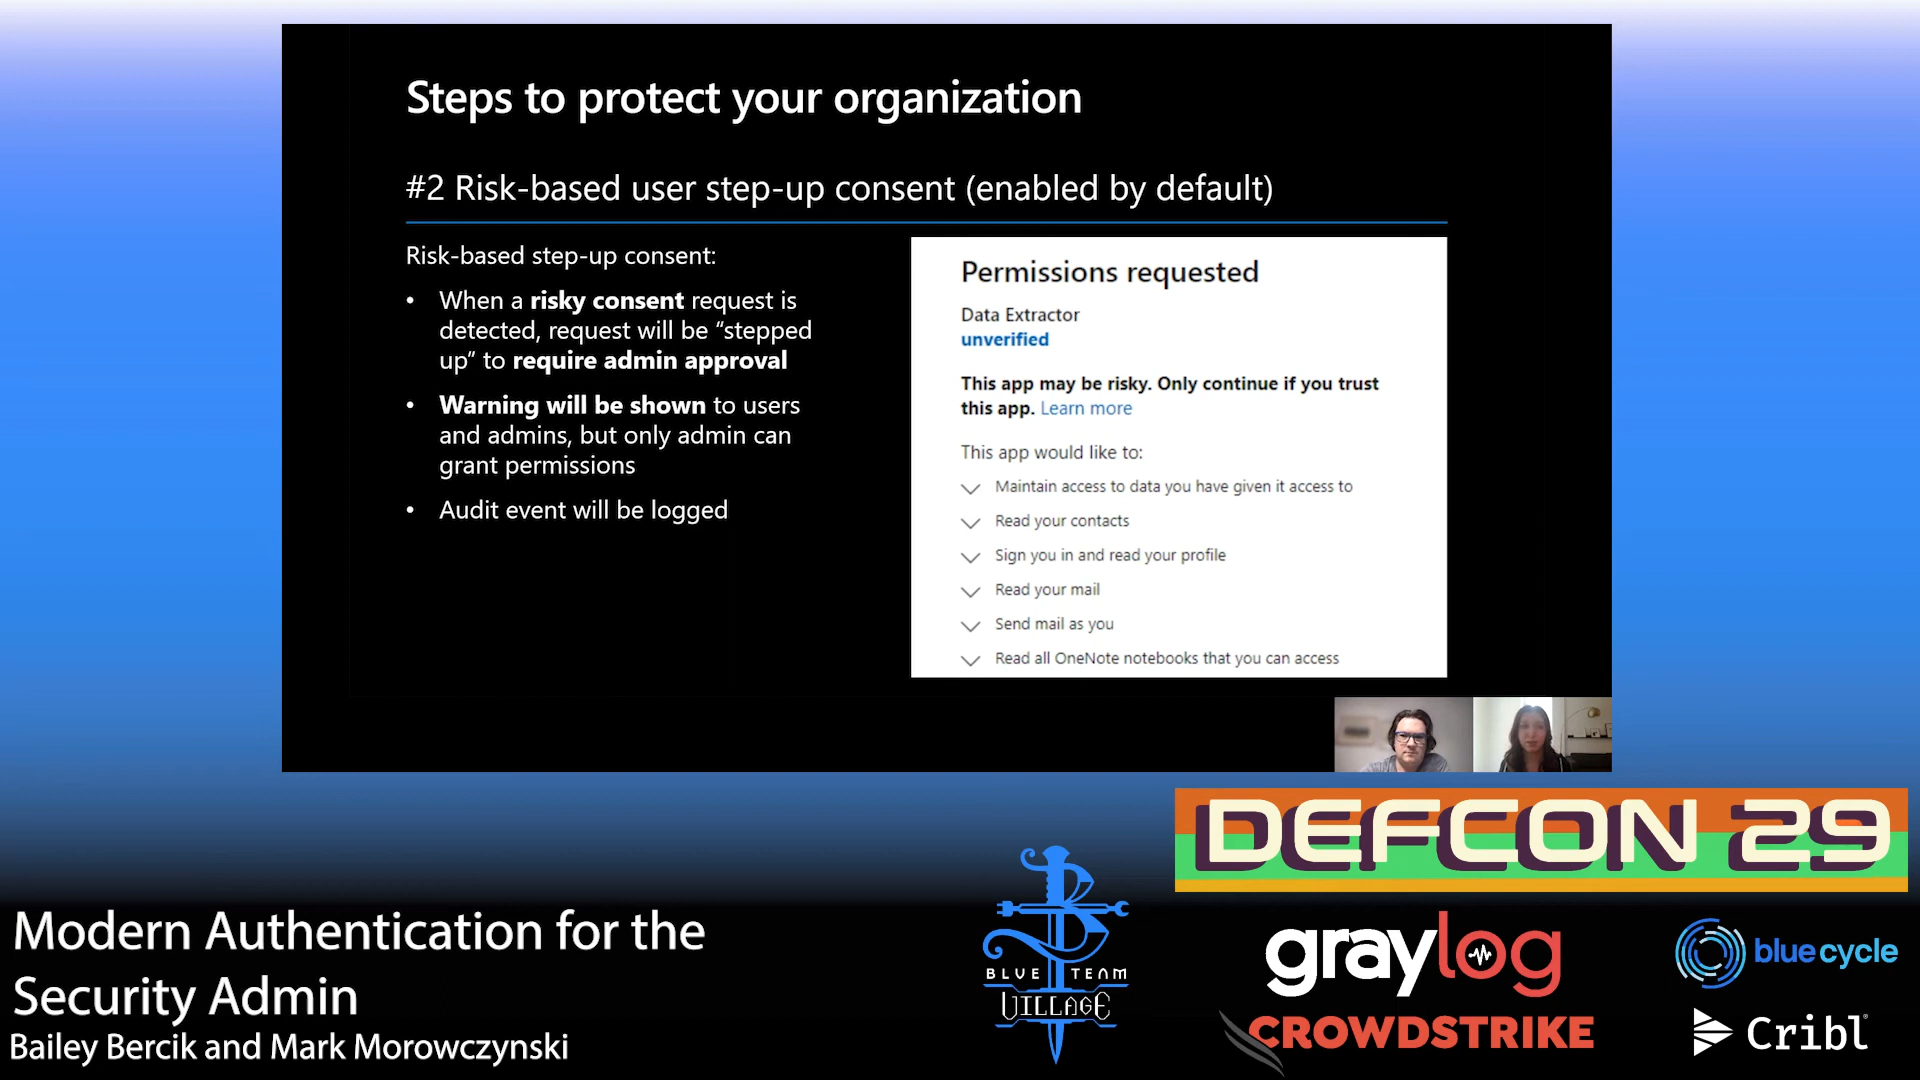 Steps to protect your organization
#2 Risk-based user step-up consent (enabled by default)
Risk-based step-up consent:
• When a risky consent request is
detected, request will be “stepped
up” to require admin approval
• Warning will be shown to users
and admins, but only admin can
grant permissions
• Audit event will be logged
Permissions requested
Data Extractor
unverified
This app may be risky. Only continue if you trust
this app. Learn more
This app would like to:
Maintain access to data you have given it access to
Read your contacts
Sign you in and read your profile
Read your mail
Send mail as you
Read all OneNote notebooks that you can access
DEFCON 29
Modern Authentication for the
Security Admin
Bailey Bercik and Mark Morowczynski
BLUE TEAM
VILLAGE
graylog
blue cycle
CROWDSTRIKE
Cribl